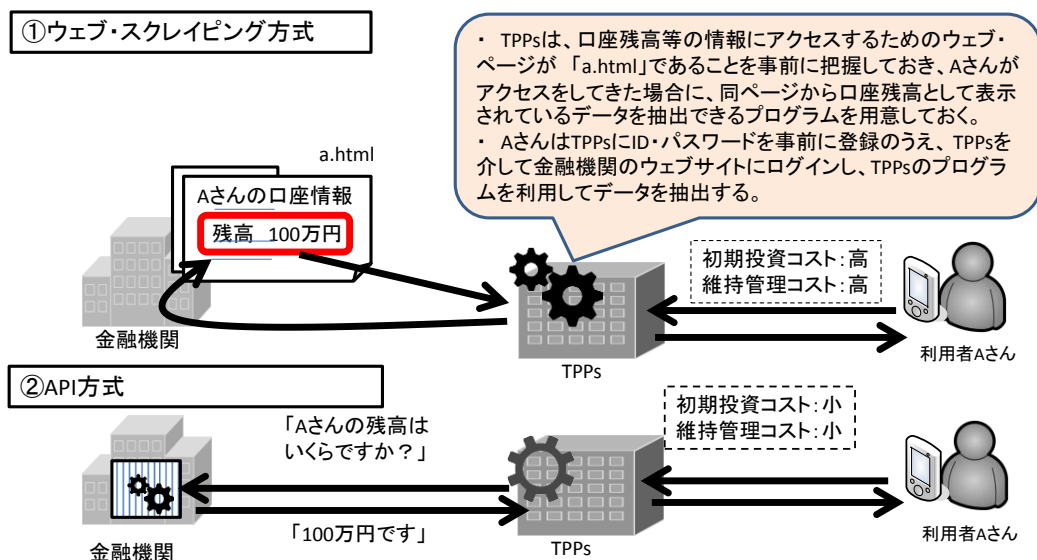 ①ウェブ・スクレイピング方式
・ TPPsは、口座残高等の情報にアクセスするためのウェブ・
ページが 「a.html」であることを事前に把握しておき、Aさんが
アクセスをしてきた場合に、同ページから口座残高として表示
されているデータを抽出できるプログラムを用意しておく。
・ AさんはTPPsにID・パスワードを事前に登録のうえ、TPPsを
介して金融機関のウェブサイトにログインし、TPPsのプログラ
ムを利用してデータを抽出する。
a.html
Aさんの口座情報
残高 100万円
初期投資コスト:高
維持管理コスト:高
金融機関
TPPs
利用者Aさん
②API方式
「Aさんの残高は
いくらですか?」
初期投資コスト:小
維持管理コスト:小
「100万円です」
金融機関
TPPs
利用者Aさん